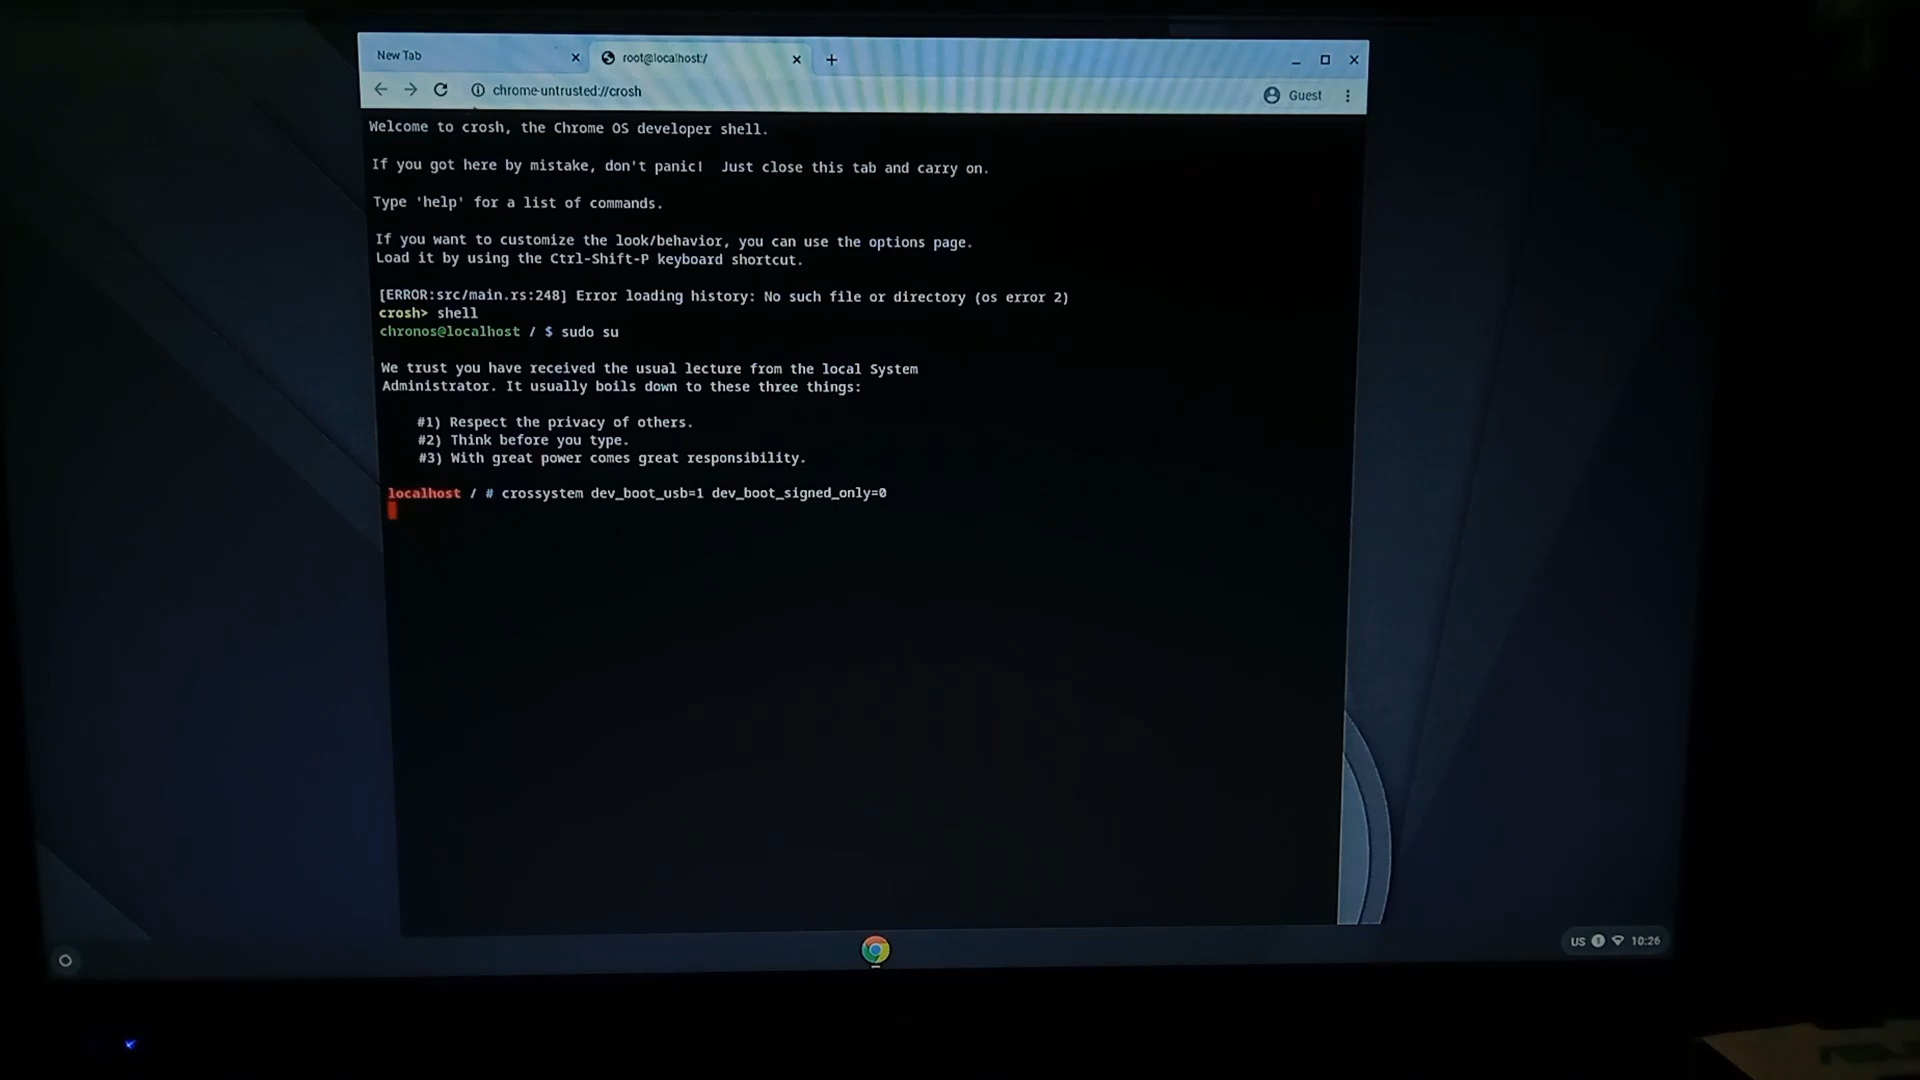 New Tab
root@localhost:/
chrome-untrusted://crosh
Guest
Welcome to crosh, the Chrome OS developer shell.
If you got here by mistake, don't panic!  Just close this tab and carry on.
Type 'help' for a list of commands.
If you want to customize the look/behavior, you can use the options page.
Load it by using the Ctrl-Shift-P keyboard shortcut.
[ERROR:src/main.rs:248] Error loading history: No such file or directory (os error 2)
crosh> shell
chronos@localhost / $ sudo su
We trust you have received the usual lecture from the local System
Administrator. It usually boils down to these three things:
#1) Respect the privacy of others.
#2) Think before you type.
#3) With great power comes great responsibility.
localhost / # crossystem dev_boot_usb=1 dev_boot_signed_only=0
US 1 10:26